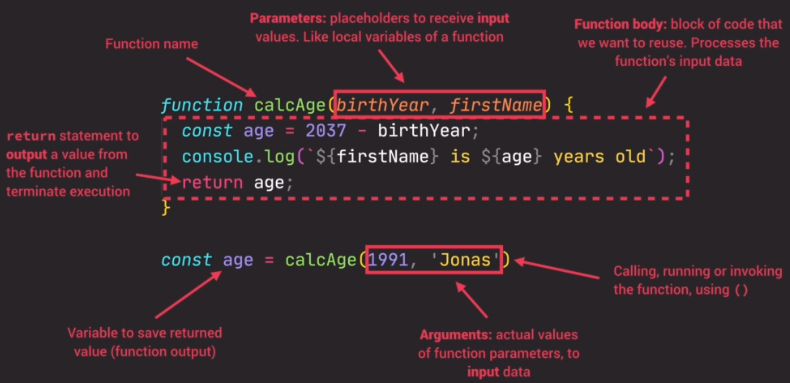 Parameters: placeholders to receive input
values. Like local variables of a function
Function body: block of code that
we want to reuse. Processes the
function's input data
Function name
function calcAge(birthYear, firstName) {
const age = 2037 - birthYear;
console.log(`${firstName} is ${age} years old`);
return age;
}
return statement to
output a value from
the function and
terminate execution
const age = calcAge(1991, 'Jonas')
Calling, running or invoking
the function, using ()
Variable to save returned
value (function output)
Arguments: actual values
of function parameters, to
input data